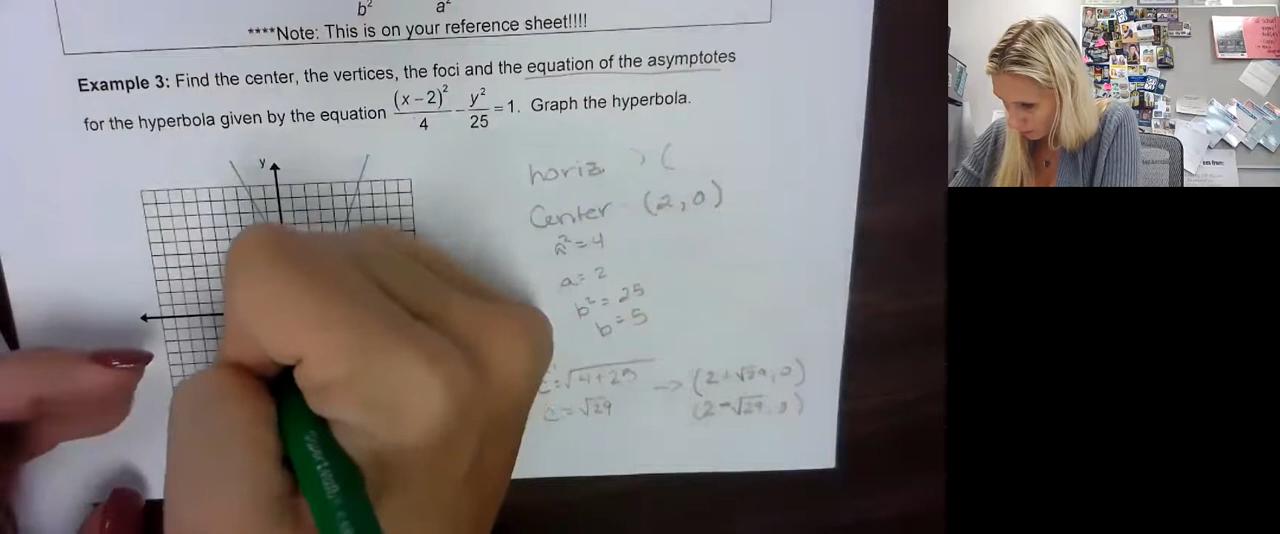 b² a²
****Note: This is on your reference sheet!!!!
Example 3: Find the center, the vertices, the foci and the equation of the asymptotes
for the hyperbola given by the equation (x – 2)²/4 – y²/25 = 1. Graph the hyperbola.
y
horiz
Center (2,0)
a² = 4
a = 2
b² = 25
b = 5
c = √4+25 → (2+√29, 0)
c = √29 (2-√29, 0)